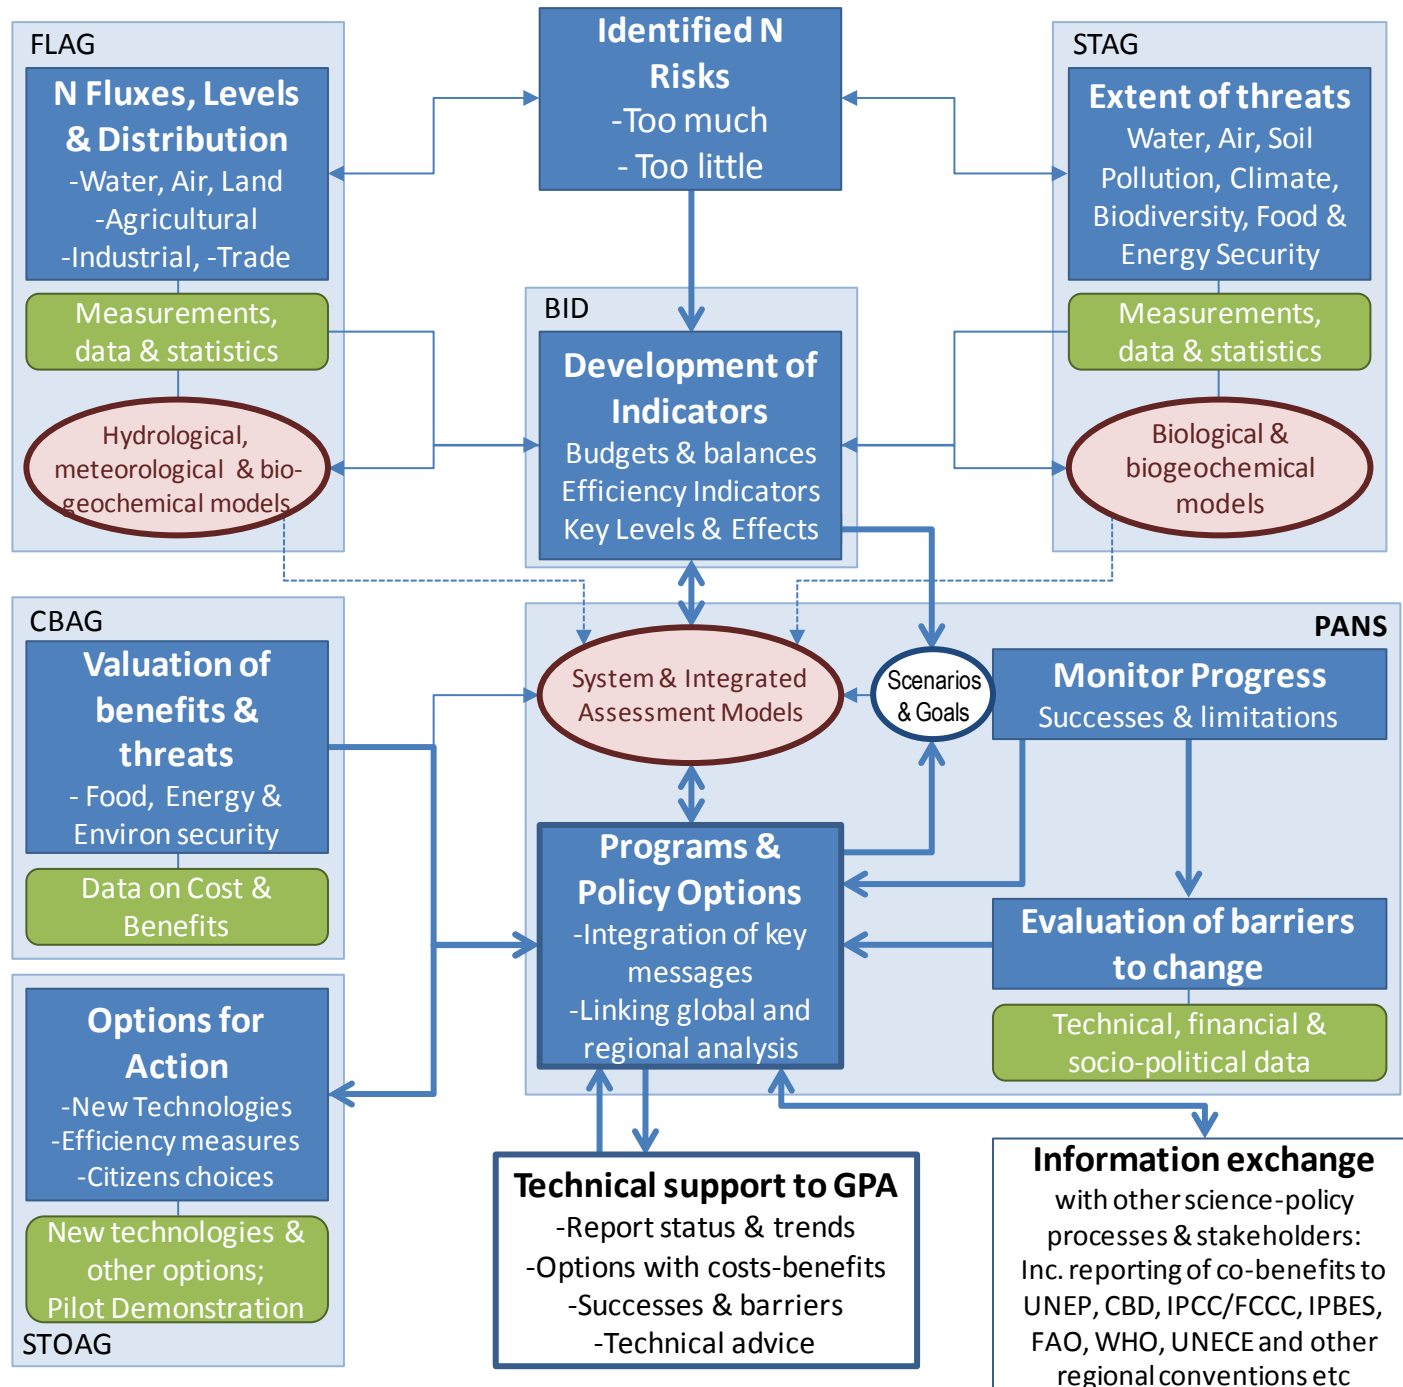 FLAG
N Fluxes, Levels
& Distribution
-Water, Air, Land
-Agricultural
-Industrial, -Trade
Measurements,
data & statistics
Hydrological,
meteorological & bio-
geochemical models
Identified N
Risks
-Too much
- Too little
STAG
Extent of threats
Water, Air, Soil
Pollution, Climate,
Biodiversity, Food &
Energy Security
Measurements,
data & statistics
Biological &
biogeochemical
models
BID
Development of
Indicators
Budgets & balances
Efficiency Indicators
Key Levels & Effects
CBAG
Valuation of
benefits &
threats
- Food, Energy &
Environ security
Data on Cost &
Benefits
PANS
System & Integrated
Assessment Models
Scenarios
& Goals
Monitor Progress
Successes & limitations
Programs &
Policy Options
-Integration of key
messages
-Linking global and
regional analysis
Evaluation of barriers
to change
Technical, financial &
socio-political data
Options for
Action
-New Technologies
-Efficiency measures
-Citizens choices
New technologies &
other options;
Pilot Demonstration
STOAG
Technical support to GPA
-Report status & trends
-Options with costs-benefits
-Successes & barriers
-Technical advice
Information exchange
with other science-policy
processes & stakeholders:
Inc. reporting of co-benefits to
UNEP, CBD, IPCC/FCCC, IPBES,
FAO, WHO, UNECE and other
regional conventions etc